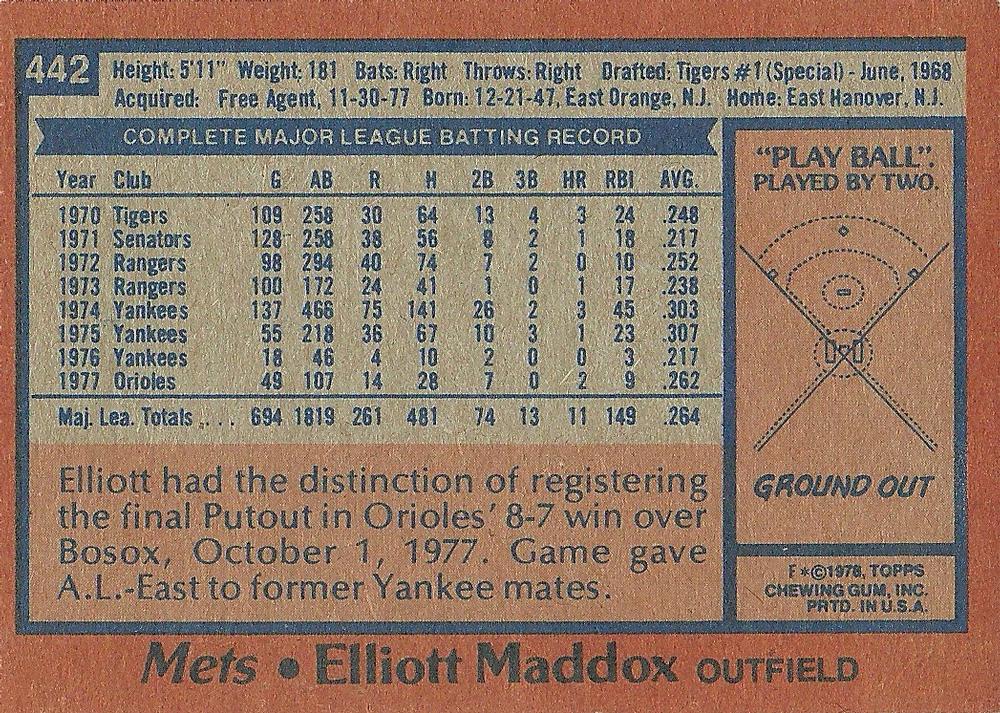 442
Height: 5'11" Weight: 181 Bats: Right Throws: Right Drafted: Tigers #1 (Special) - June, 1968
Acquired: Free Agent, 11-30-77 Born: 12-21-47, East Orange, N.J. Home: East Hanover, N.J.
COMPLETE MAJOR LEAGUE BATTING RECORD
Year Club G AB R H 2B 3B HR RBI AVG.
1970 Tigers 109 258 30 64 13 4 3 24 .248
1971 Senators 128 258 38 56 8 2 1 18 .217
1972 Rangers 98 294 40 74 7 2 0 10 .252
1973 Rangers 100 172 24 41 1 0 1 17 .238
1974 Yankees 137 466 75 141 26 2 3 45 .303
1975 Yankees 55 218 36 67 10 3 1 23 .307
1976 Yankees 18 46 4 10 2 0 0 3 .217
1977 Orioles 49 107 14 28 7 0 2 9 .262
Maj. Lea. Totals . . . . 694 1819 261 481 74 13 11 149 .264
Elliott had the distinction of registering
the final Putout in Orioles' 8-7 win over
Bosox, October 1, 1977. Game gave
A.L.-East to former Yankee mates.
"PLAY BALL".
PLAYED BY TWO.
GROUND OUT
F *©1978, TOPPS
CHEWING GUM, INC.
PRTD. IN U.S.A.
Mets • Elliott Maddox OUTFIELD